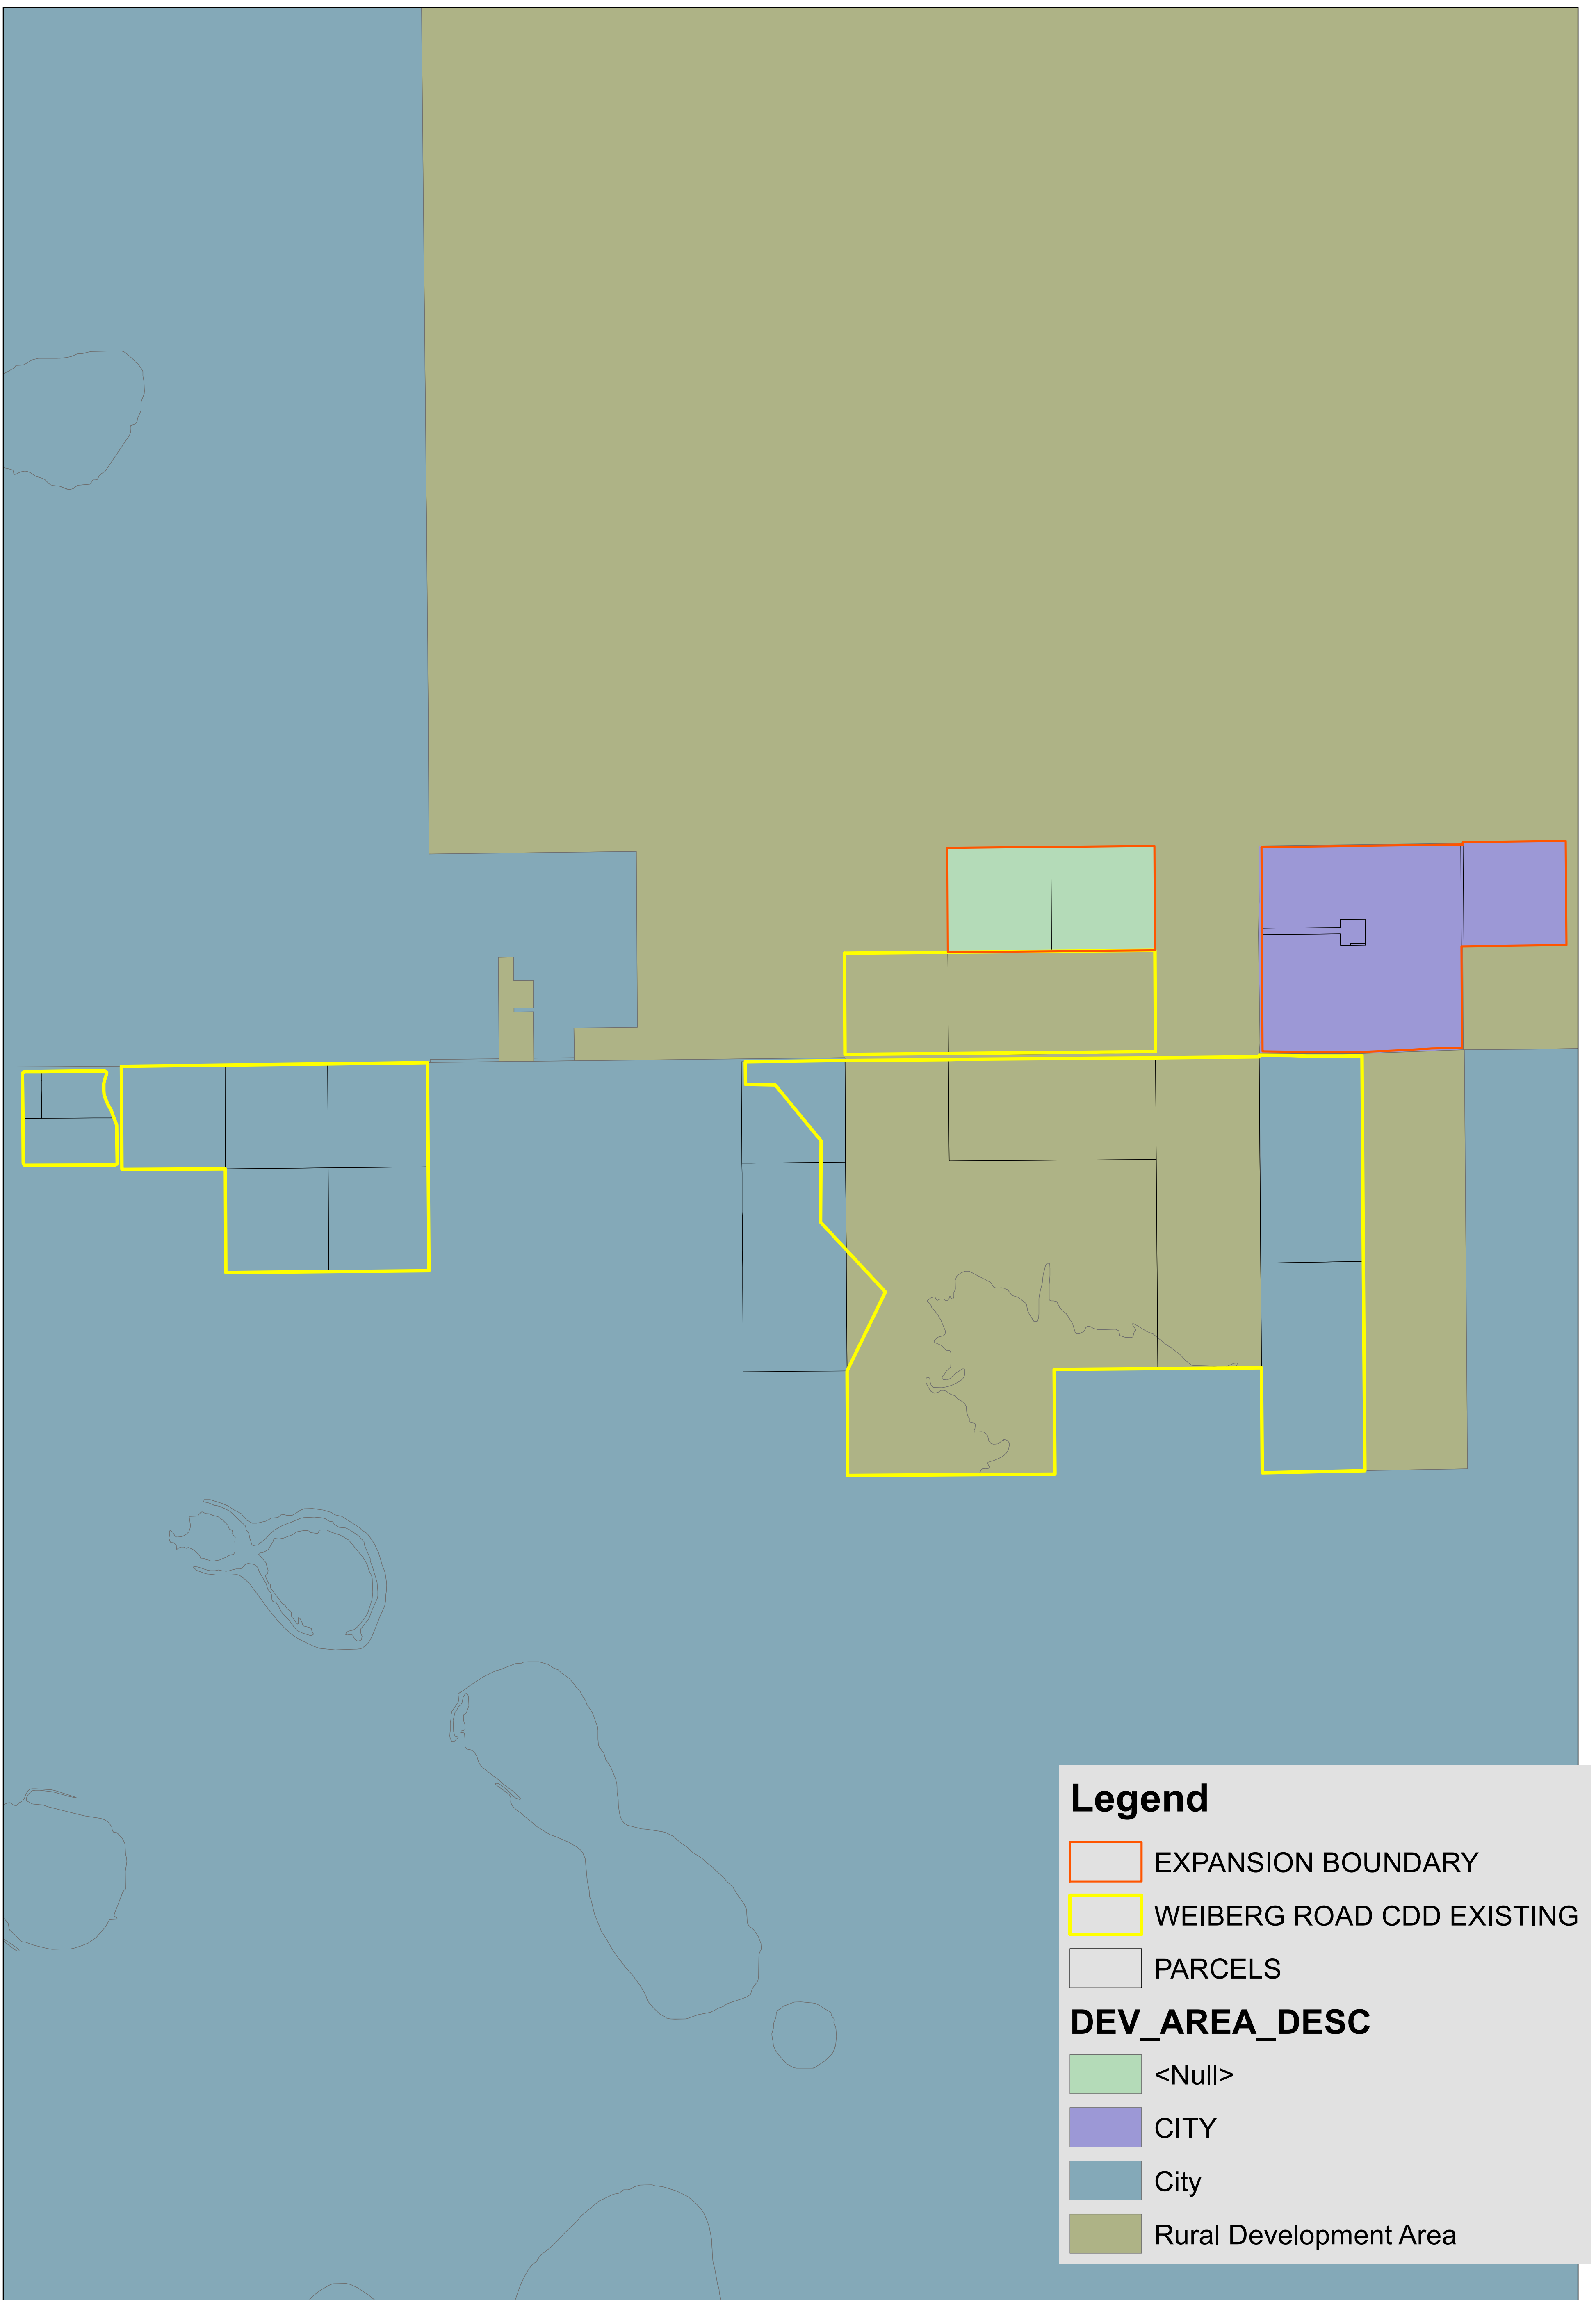 Legend
EXPANSION BOUNDARY
WEIBERG ROAD CDD EXISTING
PARCELS
DEV_AREA_DESC
<Null>
CITY
City
Rural Development Area